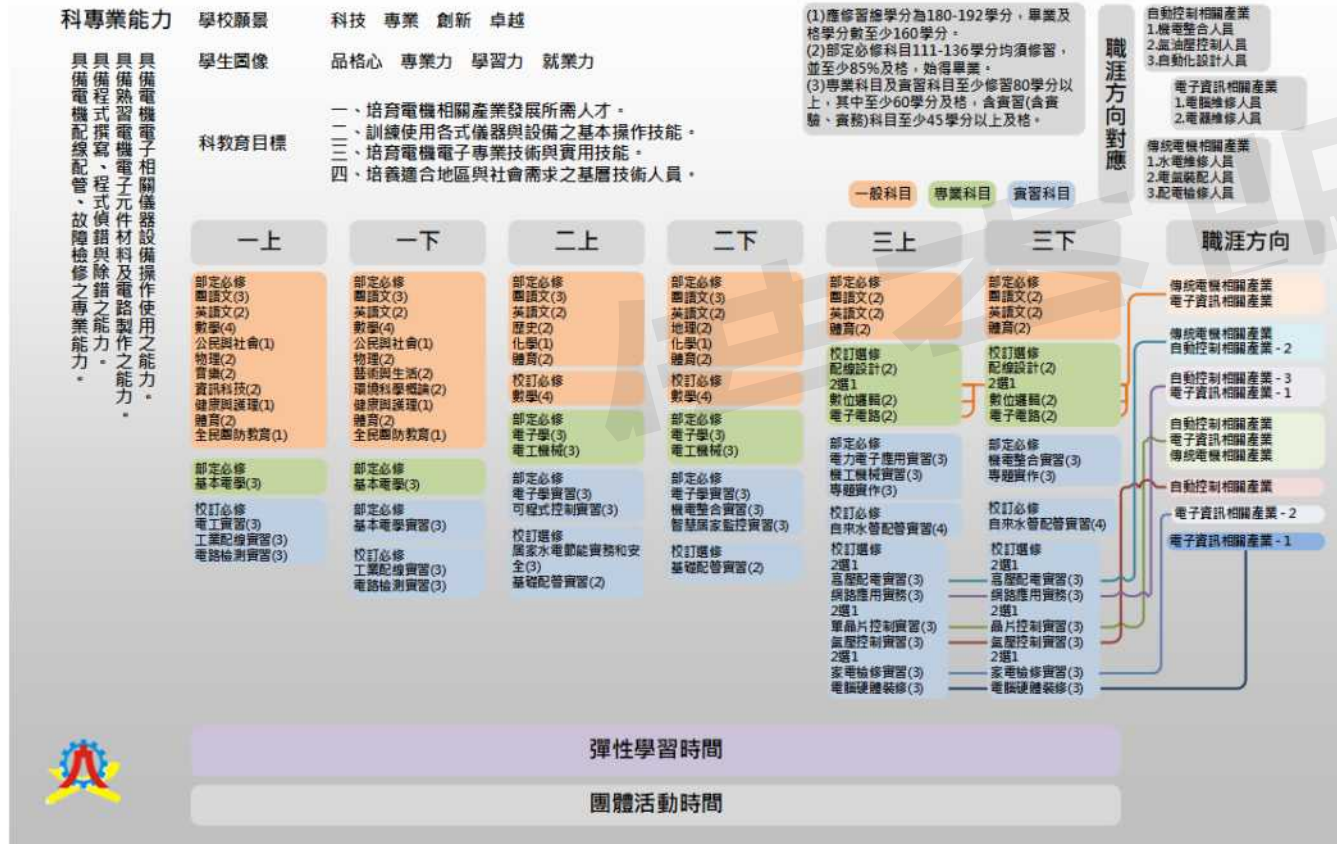 科專業能力
具備電機電子相關儀器設備操作使用之能力。
具備熟習電機電子元件材料及電路製作之能力。
具備程式撰寫、程式偵錯與除錯之能力。
具備電機配線配管、故障檢修之專業能力。
學校願景
科技 專業 創新 卓越
學生圖像
品格心 專業力 學習力 就業力
科教育目標
一、培育電機相關產業發展所需人才。
二、訓練使用各式儀器與設備之基本操作技能。
三、培育電機電子專業技術與實用技能。
四、培養適合地區與社會需求之基層技術人員。
(1)應修習總學分為180-192學分,畢業及
格學分數至少160學分。
(2)部定必修科目111-136學分均須修習,
並至少85%及格,始得畢業。
(3)專業科目及實習科目至少修習80學分以
上,其中至少60學分及格,含實習(含實
驗、實務)科目至少45學分以上及格。
職涯方向對應
自動控制相關產業
1.機電整合人員
2.氣油壓控制人員
3.自動化設計人員
電子資訊相關產業
1.電腦維修人員
2.電器維修人員
傳統電機相關產業
1.水電維修人員
2.電氣裝配人員
3.配電檢修人員
一般科目
專業科目
實習科目
一上
部定必修
國語文(3)
英語文(2)
數學(4)
公民與社會(1)
物理(2)
音樂(2)
資訊科技(2)
健康與護理(1)
體育(2)
全民國防教育(1)
部定必修
基本電學(3)
校訂必修
電工實習(3)
工業配線實習(3)
電路檢測實習(3)
一下
部定必修
國語文(3)
英語文(2)
數學(4)
公民與社會(1)
物理(2)
藝術與生活(2)
環境科學概論(2)
健康與護理(1)
體育(2)
全民國防教育(1)
部定必修
基本電學(3)
部定必修
基本電學實習(3)
校訂必修
工業配線實習(3)
電路檢測實習(3)
二上
部定必修
國語文(3)
英語文(2)
歷史(2)
化學(1)
體育(2)
校訂必修
數學(4)
部定必修
電子學(3)
電工機械(3)
部定必修
電子學實習(3)
可程式控制實習(3)
校訂選修
居家水電節能實務和安
全(3)
基礎配管實習(2)
二下
部定必修
國語文(3)
英語文(2)
地理(2)
化學(1)
體育(2)
校訂必修
數學(4)
部定必修
電子學(3)
電工機械(3)
部定必修
電子學實習(3)
機電整合實習(3)
智慧居家監控實習(3)
校訂選修
基礎配管實習(2)
三上
部定必修
國語文(2)
英語文(2)
體育(2)
校訂選修
配線設計(2)
2選1
數位邏輯(2)
電子電路(2)
部定必修
電力電子應用實習(3)
機工機械實習(3)
專題實作(3)
校訂必修
自來水管配管實習(4)
校訂選修
2選1
高壓配電實習(3)
網路應用實務(3)
2選1
單晶片控制實習(3)
氣壓控制實習(3)
2選1
家電檢修實習(3)
電腦硬體裝修(3)
三下
部定必修
國語文(2)
英語文(2)
體育(2)
校訂選修
配線設計(2)
2選1
數位邏輯(2)
電子電路(2)
部定必修
機電整合實習(3)
專題實作(3)
校訂必修
自來水管配管實習(4)
校訂選修
2選1
高壓配電實習(3)
網路應用實務(3)
2選1
晶片控制實習(3)
氣壓控制實習(3)
2選1
家電檢修實習(3)
電腦硬體裝修(3)
職涯方向
傳統電機相關產業
電子資訊相關產業
傳統電機相關產業
自動控制相關產業-2
自動控制相關產業-3
電子資訊相關產業-1
自動控制相關產業
電子資訊相關產業
傳統電機相關產業
自動控制相關產業
電子資訊相關產業-2
電子資訊相關產業-1
彈性學習時間
團體活動時間